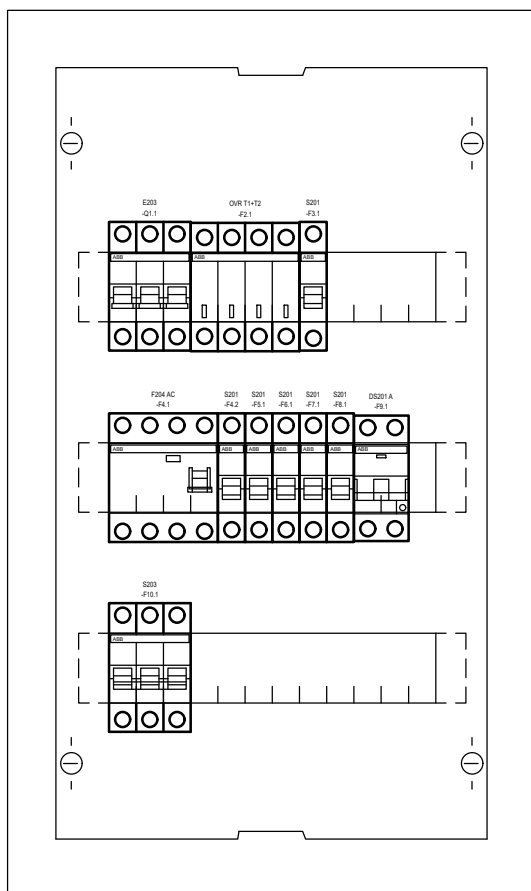 E203 OVR T1+T2 S201
-Q1.1 -F2.1 -F3.1
ABB ABB ABB
F204 AC S201 S201 S201 S201 S201 DS201 A
-F4.1 -F4.2 -F5.1 -F6.1 -F7.1 -F8.1 -F9.1
ABB ABB ABB ABB ABB ABB ABB
S203
-F10.1
ABB